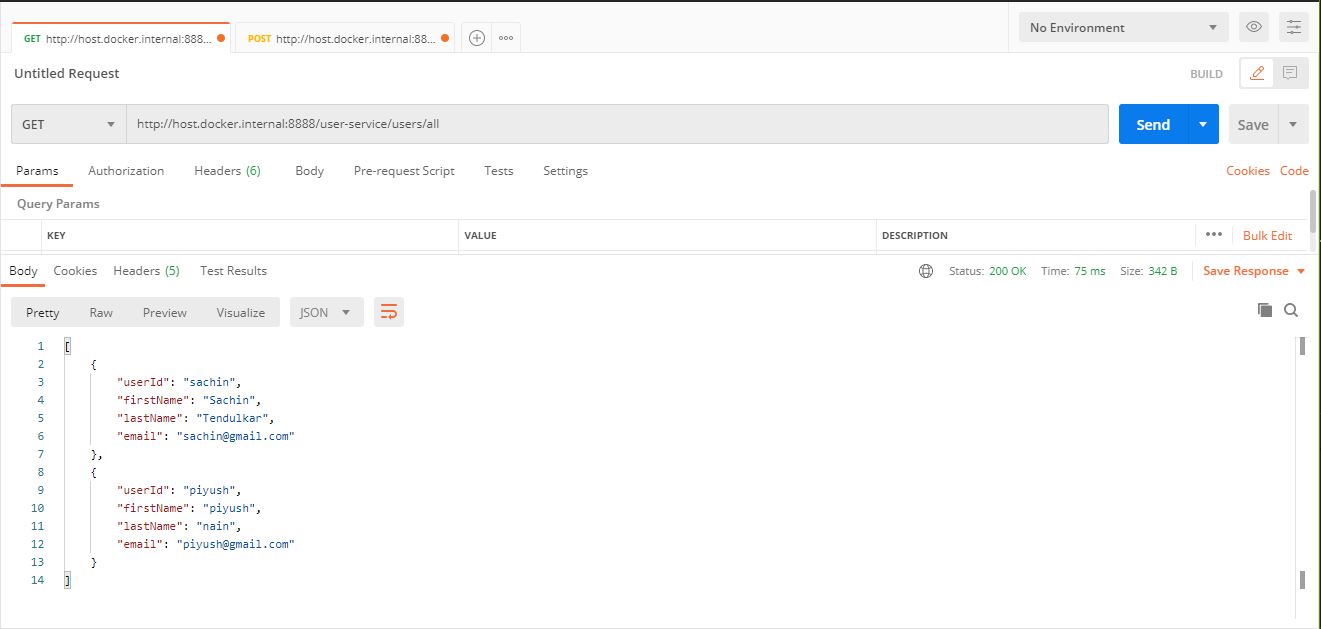 GET http://host.docker.internal:888... POST http://host.docker.internal:88... No Environment
Untitled Request BUILD
GET http://host.docker.internal:8888/user-service/users/all Send Save
Params Authorization Headers (6) Body Pre-request Script Tests Settings Cookies Code
Query Params
KEY VALUE DESCRIPTION Bulk Edit
Body Cookies Headers (5) Test Results Status: 200 OK Time: 75 ms Size: 342 B Save Response
Pretty Raw Preview Visualize JSON
1 [
2 {
3 "userId": "sachin",
4 "firstName": "Sachin",
5 "lastName": "Tendulkar",
6 "email": "sachin@gmail.com"
7 },
8 {
9 "userId": "piyush",
10 "firstName": "piyush",
11 "lastName": "nain",
12 "email": "piyush@gmail.com"
13 }
14 ]